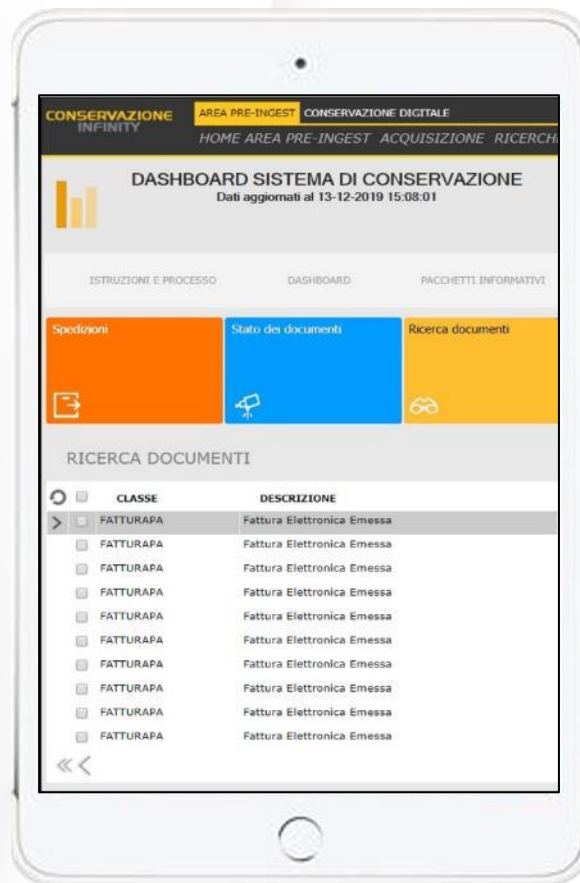 CONSERVAZIONE
INFINITY
AREA PRE-INGEST CONSERVAZIONE DIGITALE
HOME AREA PRE-INGEST ACQUISIZIONE RICERCH
DASHBOARD SISTEMA DI CONSERVAZIONE
Dati aggiornati al 13-12-2019 15:08:01
ISTRUZIONI E PROCESSO DASHBOARD PACCHETTI INFORMATIVI
Spedizioni Stato dei documenti Ricerca documenti
RICERCA DOCUMENTI
CLASSE DESCRIZIONE
FATTURAPA Fattura Elettronica Emessa
FATTURAPA Fattura Elettronica Emessa
FATTURAPA Fattura Elettronica Emessa
FATTURAPA Fattura Elettronica Emessa
FATTURAPA Fattura Elettronica Emessa
FATTURAPA Fattura Elettronica Emessa
FATTURAPA Fattura Elettronica Emessa
FATTURAPA Fattura Elettronica Emessa
FATTURAPA Fattura Elettronica Emessa
FATTURAPA Fattura Elettronica Emessa